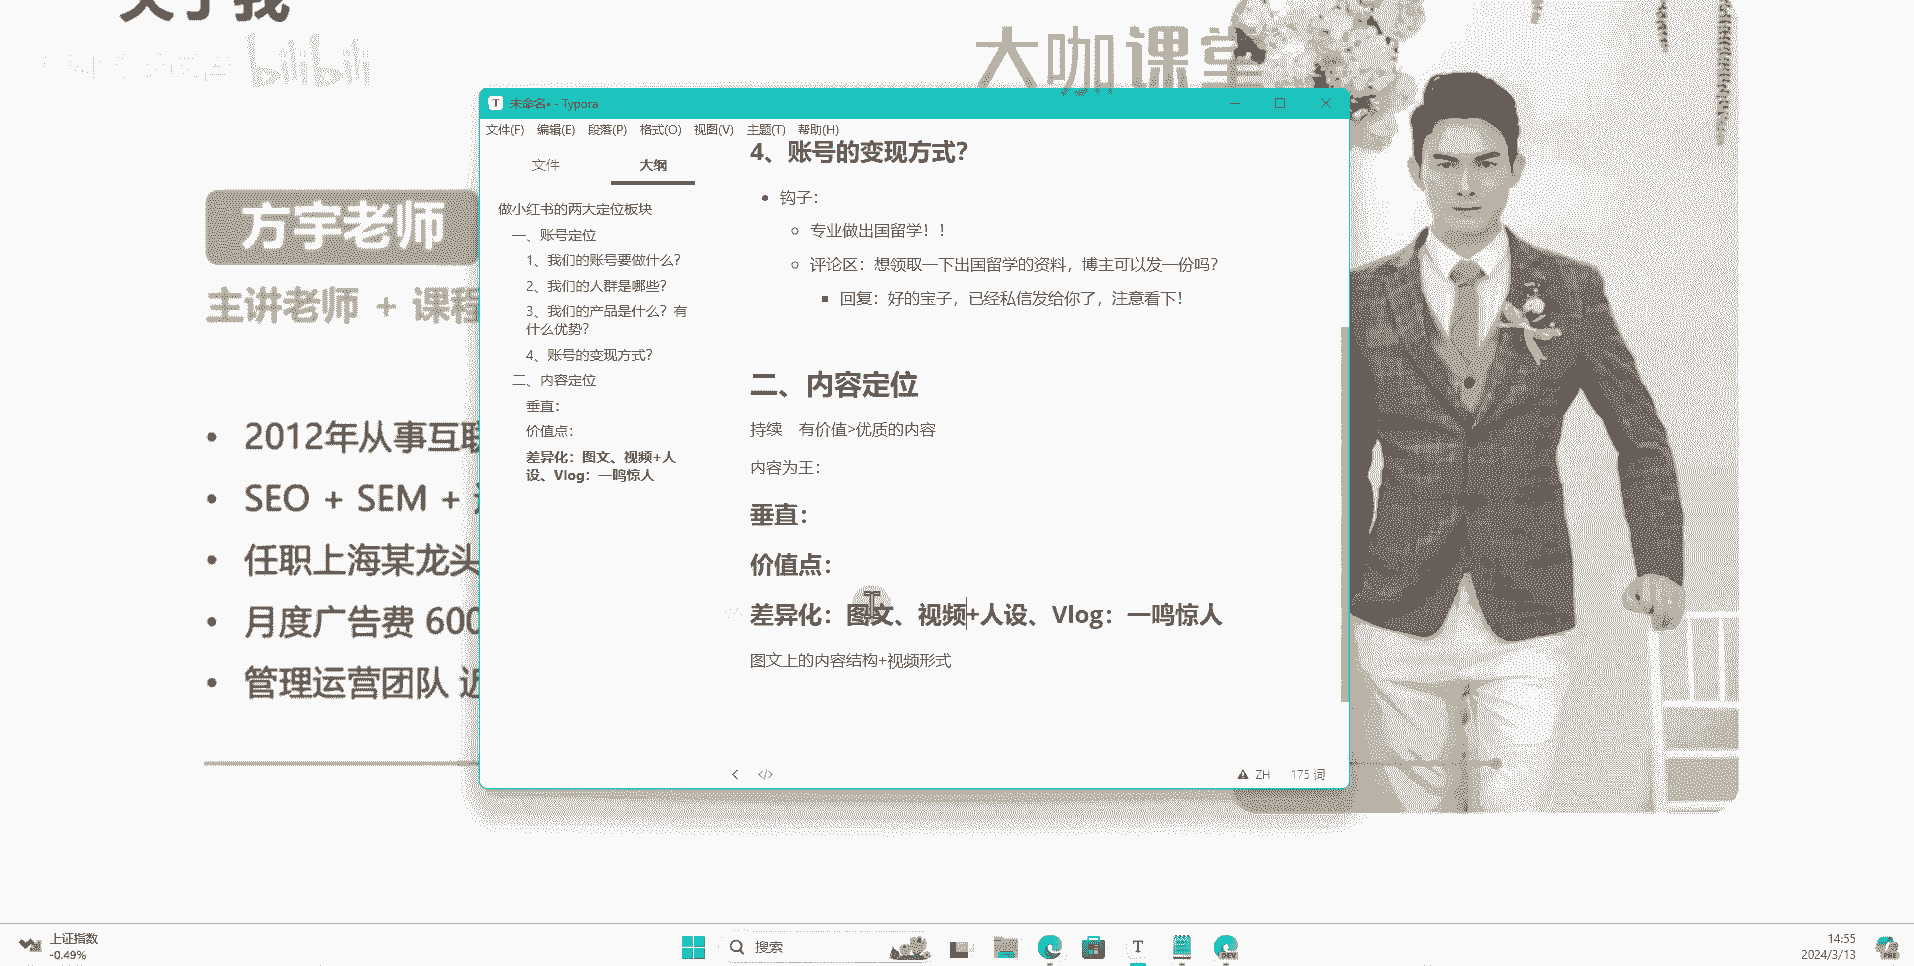 关于我
bilibili
大咖课堂
方宇老师
主讲老师 + 课程
2012年从事互联
SEO + SEM +
任职上海某龙头
月度广告费 600
管理运营团队 近
未命名• - Typora
文件(F) 编辑(E) 段落(P) 格式(O) 视图(V) 主题(T) 帮助(H)
文件 大纲
做小红书的两大定位板块
一、账号定位
1、我们的账号要做什么?
2、我们的人群是哪些?
3、我们的产品是什么? 有
什么优势?
4、账号的变现方式?
二、内容定位
垂直:
价值点:
差异化: 图文、视频+人
设、Vlog: 一鸣惊人
4、账号的变现方式?
钩子:
专业做出国留学! !
评论区: 想领取一下出国留学的资料, 博主可以发一份吗?
回复: 好的宝子, 已经私信发给你了, 注意看下!
二、内容定位
持续 有价值>优质的内容
内容为王:
垂直:
价值点:
差异化: 图文、视频+人设、Vlog: 一鸣惊人
图文上的内容结构+视频形式
ZH 175 词
上证指数
-0.49%
搜索
DEV
14:55
2024/3/13
PRE